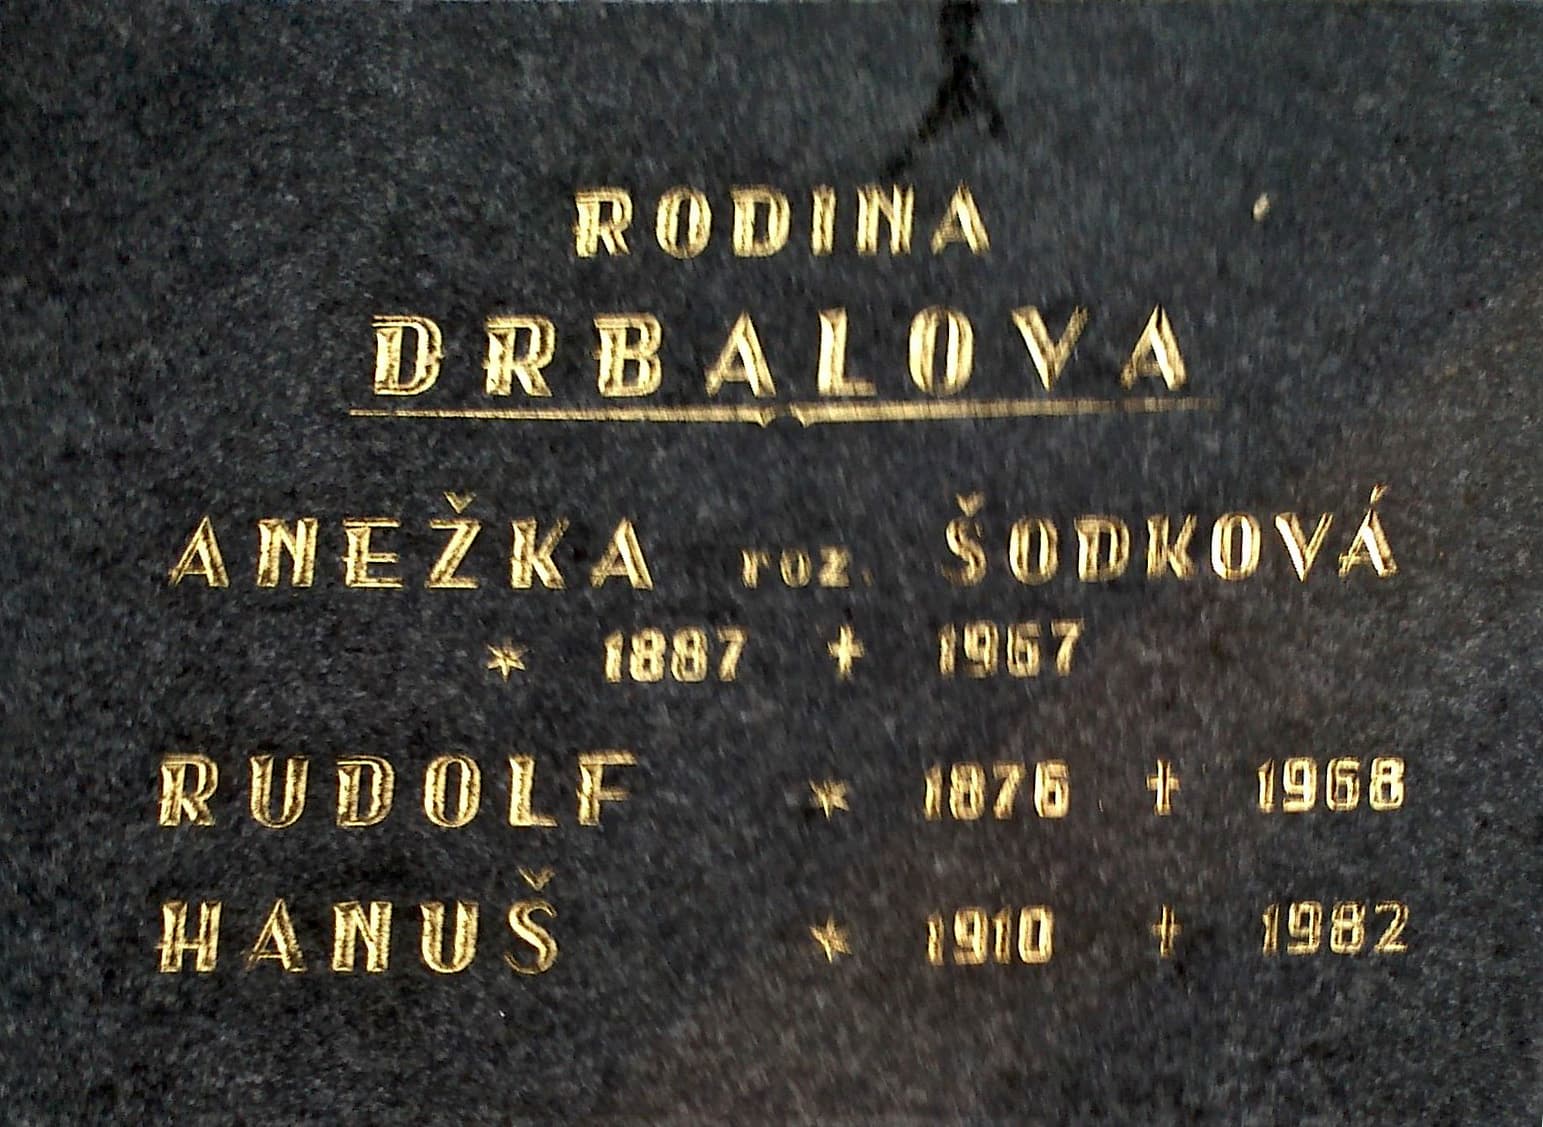 RODINA
DRBALOVA
ANEŽKA roz. ŠODKOVÁ
* 1887 † 1967
RUDOLF * 1876 † 1968
HANUŠ * 1910 † 1982